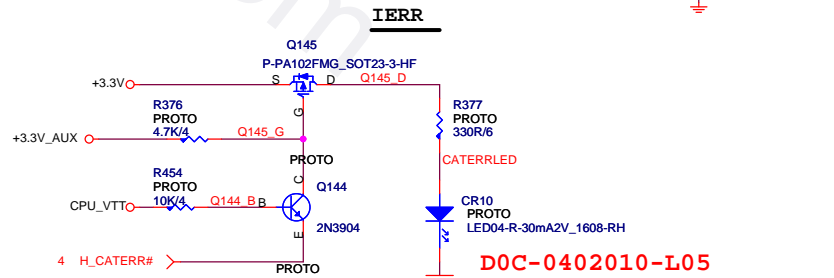 IERR
Q145
P-PA102FMG_SOT23-3-HF
+3.3V
S
D
Q145_D
G
R376
PROTO
4.7K/4
+3.3V_AUX
Q145_G
R377
PROTO
330R/6
PROTO
CATERRLED
R454
PROTO
10K/4
CPU_VTT
Q144_B
B
C
E
Q144
2N3904
CR10
PROTO
LED04-R-30mA2V_1608-RH
4 H_CATERR#
PROTO
D0C-0402010-L05